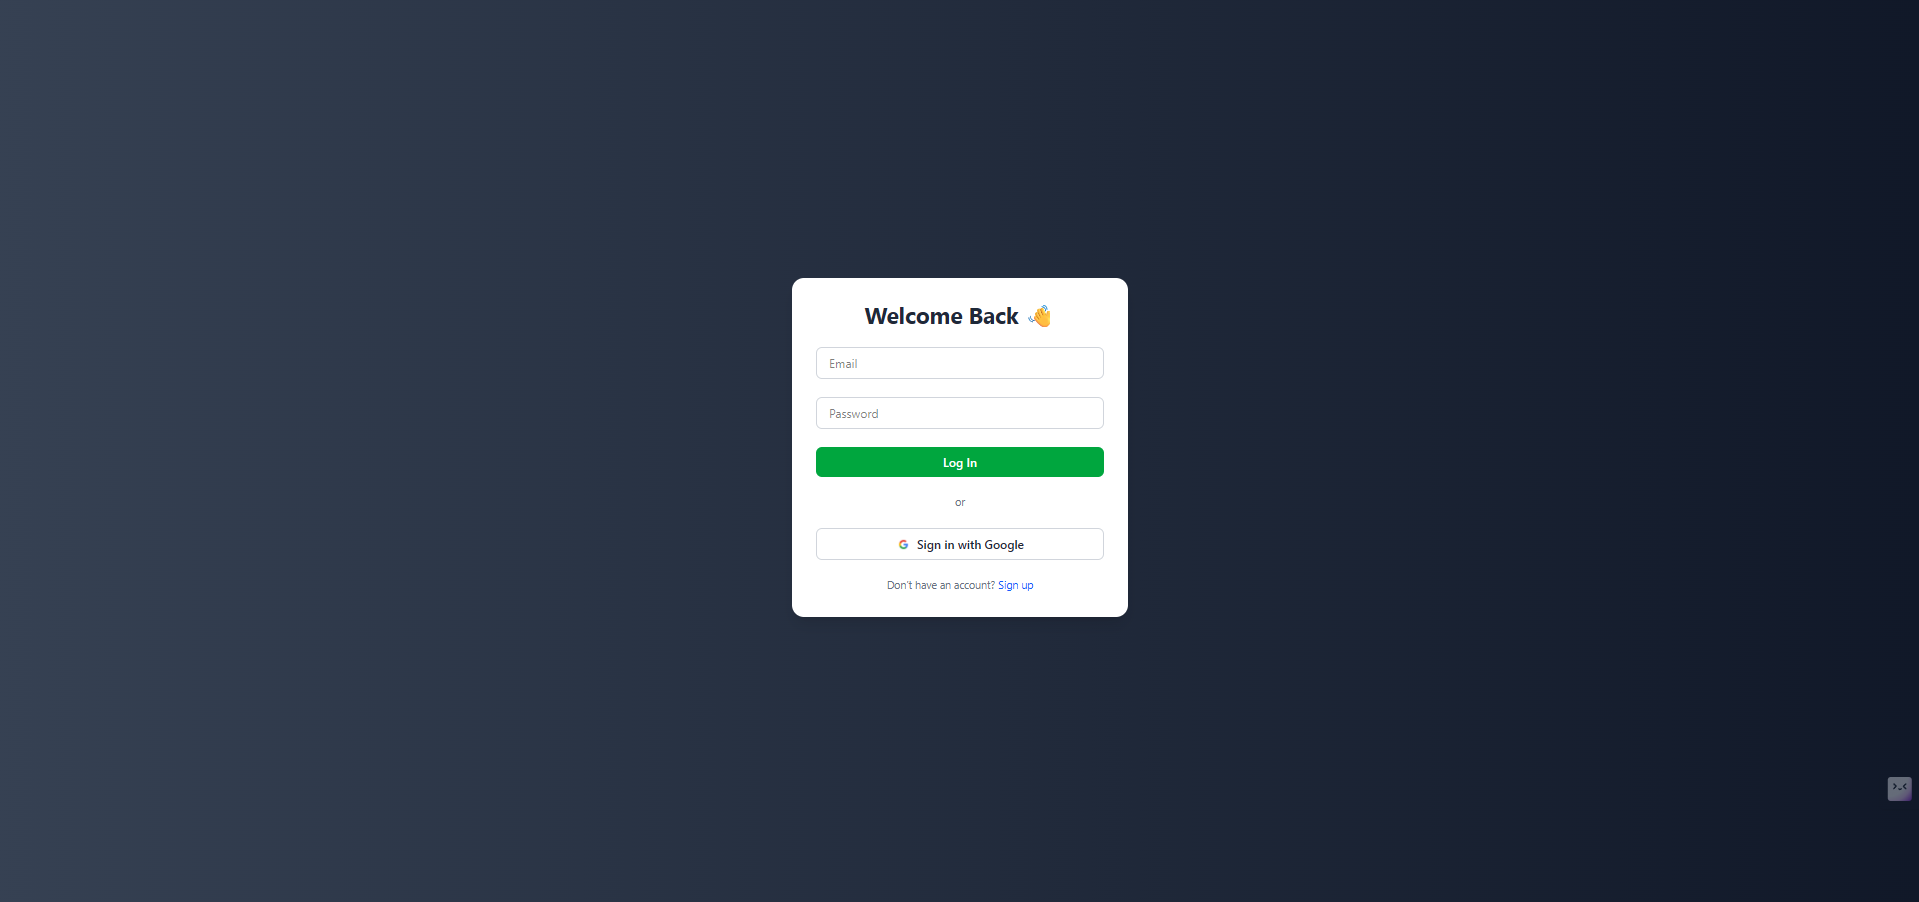 Welcome Back 👋
Email
Password
Log In
or
Sign in with Google
Don't have an account? Sign up